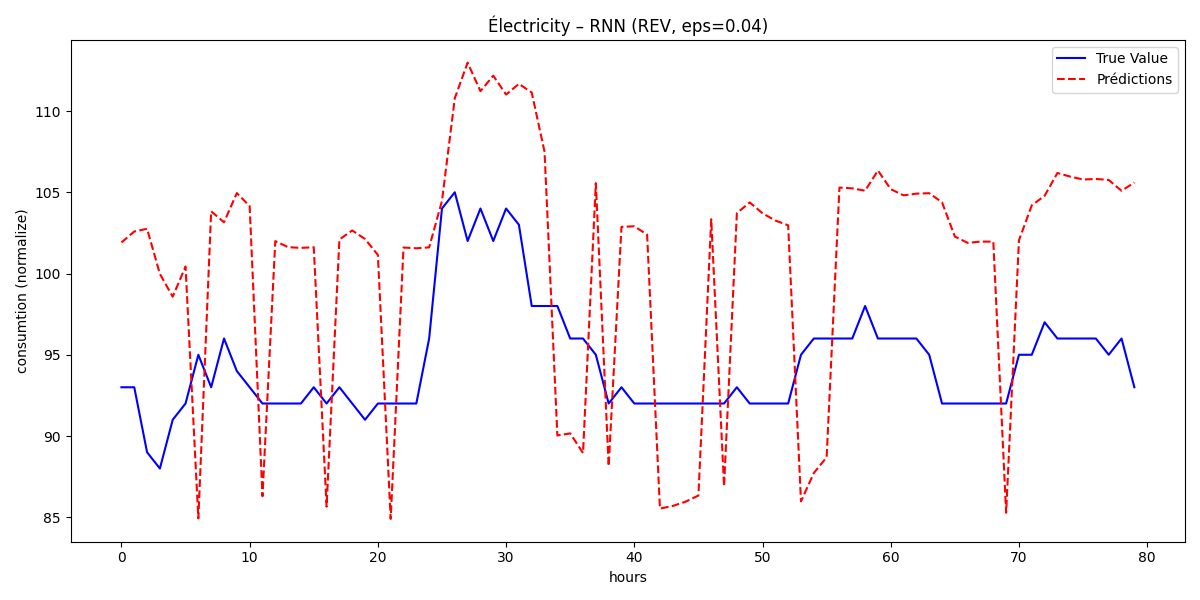 Électricity – RNN (REV, eps=0.04)
True Value
Prédictions
consumtion (normalize)
110
105
100
95
90
85
0 10 20 30 40 50 60 70 80
hours